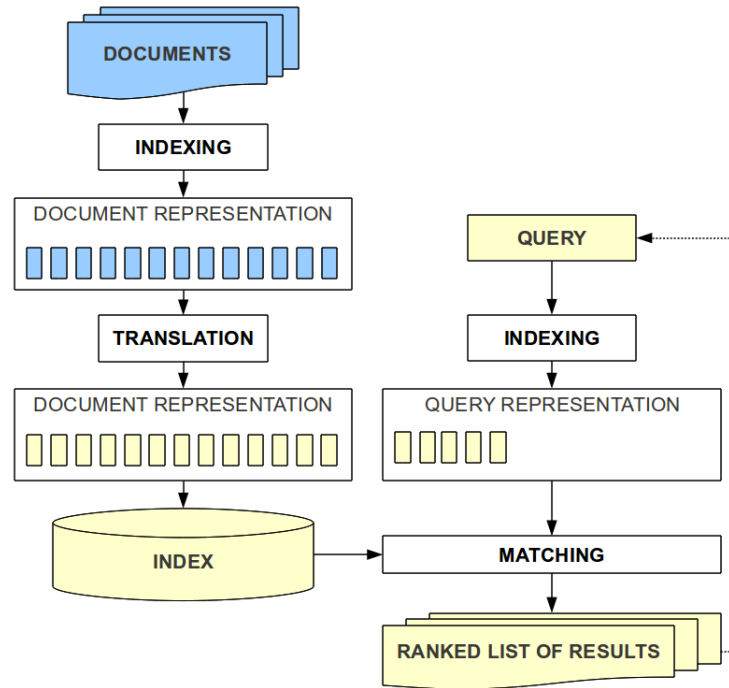 DOCUMENTS
INDEXING
DOCUMENT REPRESENTATION
TRANSLATION
DOCUMENT REPRESENTATION
INDEX
QUERY
INDEXING
QUERY REPRESENTATION
MATCHING
RANKED LIST OF RESULTS